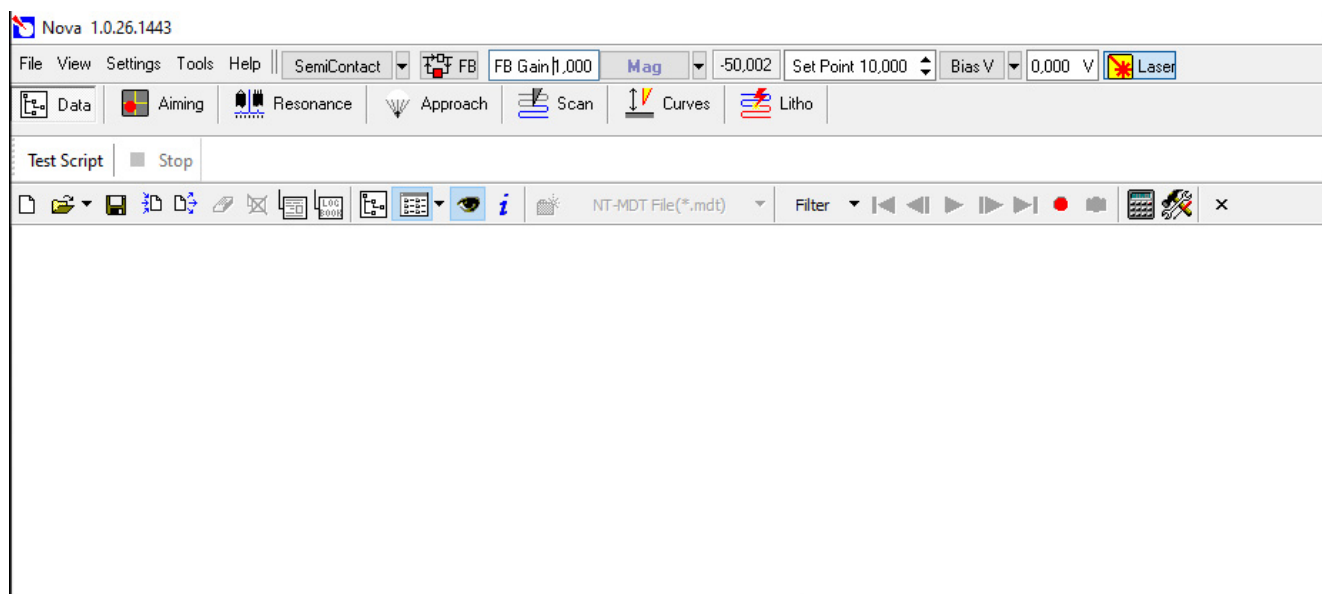 Nova 1.0.26.1443
File View Settings Tools Help SemiContact FB FB Gain 1,000 Mag -50,002 Set Point 10,000 Bias V 0,000 V Laser
Data Aiming Resonance Approach Scan Curves Litho
Test Script Stop
LOG BOOK i NT-MDT File(*.mdt) Filter